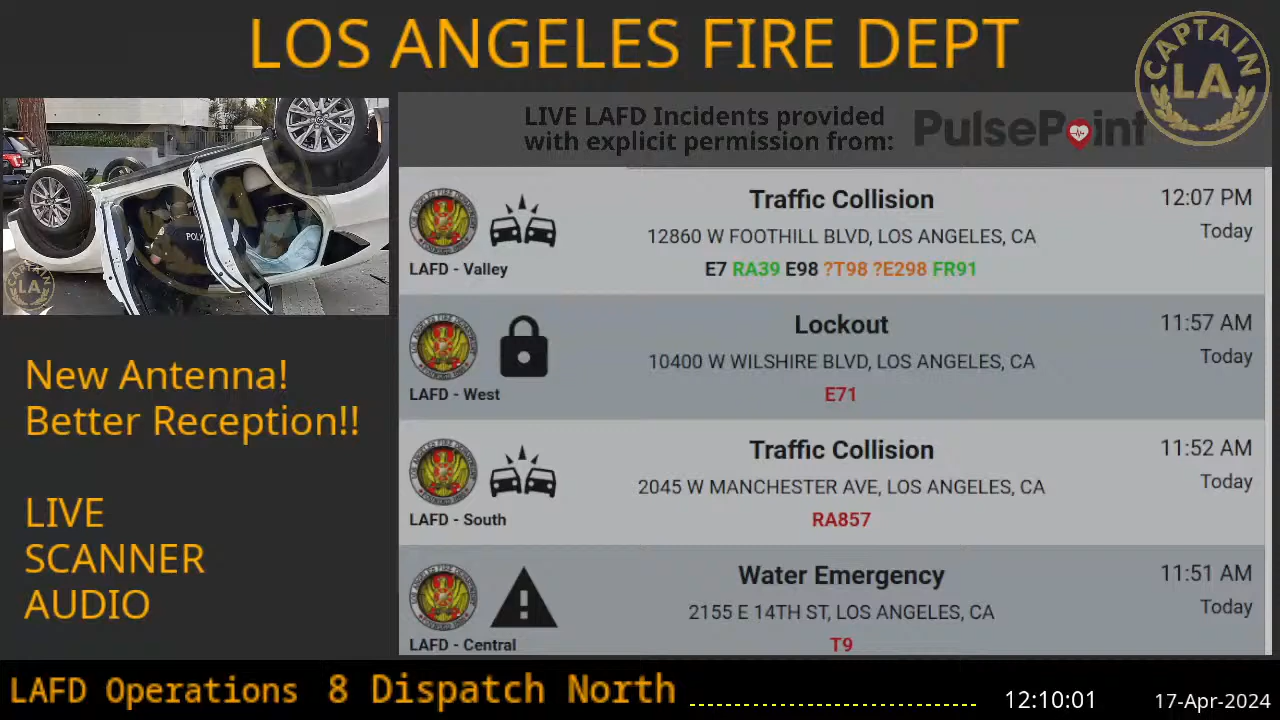 LOS ANGELES FIRE DEPT
CAPTAIN
LA
LIVE LAFD Incidents provided
with explicit permission from:
PulsePoint
Traffic Collision
12:07 PM
12860 W FOOTHILL BLVD, LOS ANGELES, CA
Today
LAFD - Valley
E7 RA39 E98 ?T98 ?E298 FR91
Lockout
11:57 AM
10400 W WILSHIRE BLVD, LOS ANGELES, CA
Today
LAFD - West
E71
Traffic Collision
11:52 AM
2045 W MANCHESTER AVE, LOS ANGELES, CA
Today
LAFD - South
RA857
Water Emergency
11:51 AM
2155 E 14TH ST, LOS ANGELES, CA
Today
LAFD - Central
T9
CAPTAIN
LA
New Antenna!
Better Reception!!
LIVE
SCANNER
AUDIO
LAFD Operations 8 Dispatch North
12:10:01
17-Apr-2024